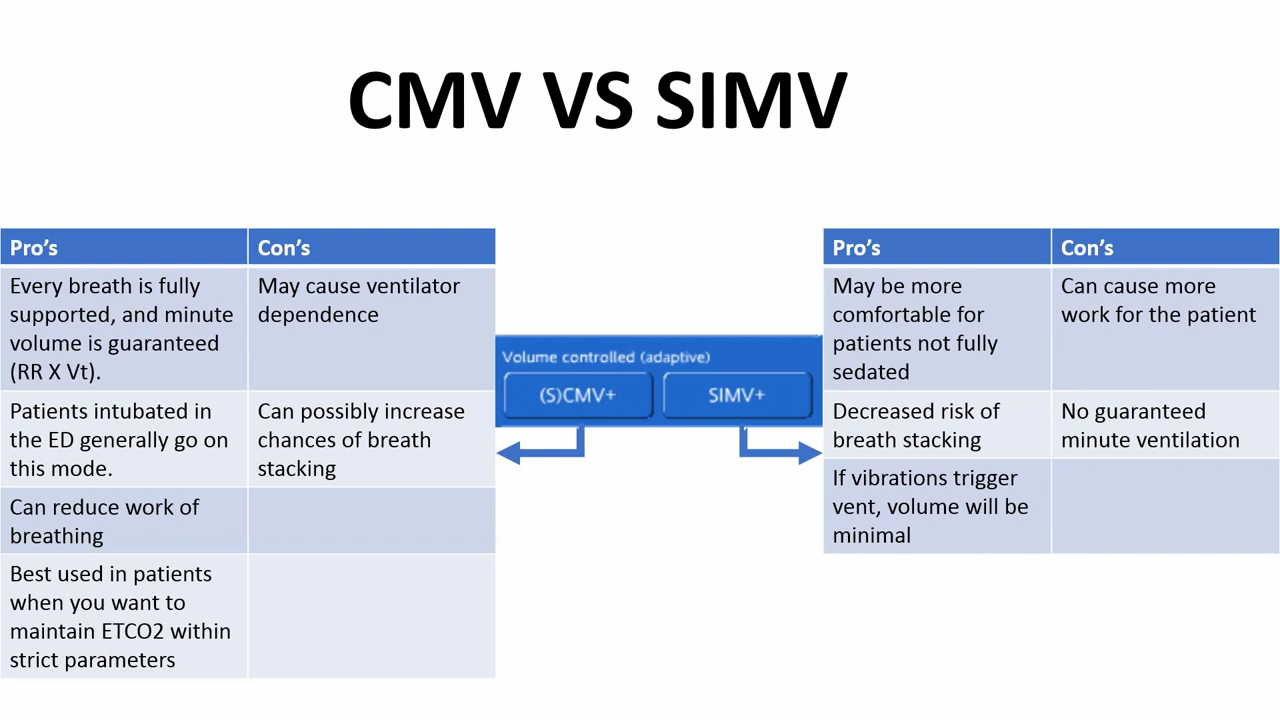 CMV VS SIMV
Pro's
Con's
Every breath is fully
supported, and minute
volume is guaranteed
(RR X Vt).
May cause ventilator
dependence
Patients intubated in
the ED generally go on
this mode.
Can possibly increase
chances of breath
stacking
Can reduce work of
breathing
Best used in patients
when you want to
maintain ETCO2 within
strict parameters
Volume controlled (adaptive)
(S)CMV+
SIMV+
Pro's
Con's
May be more
comfortable for
patients not fully
sedated
Can cause more
work for the patient
Decreased risk of
breath stacking
No guaranteed
minute ventilation
If vibrations trigger
vent, volume will be
minimal